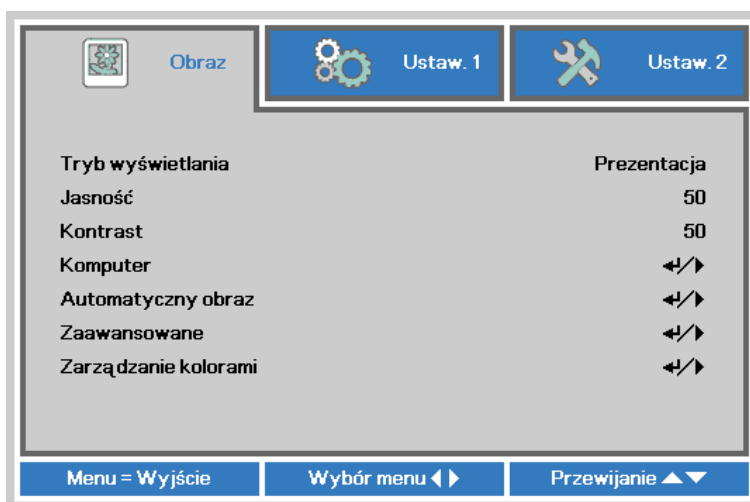 Obraz Ustaw. 1 Ustaw. 2
Tryb wyświetlania Prezentacja
Jasność 50
Kontrast 50
Komputer
Automatyczny obraz
Zaawansowane
Zarządzanie kolorami
Menu = Wyjście Wybór menu Przewijanie